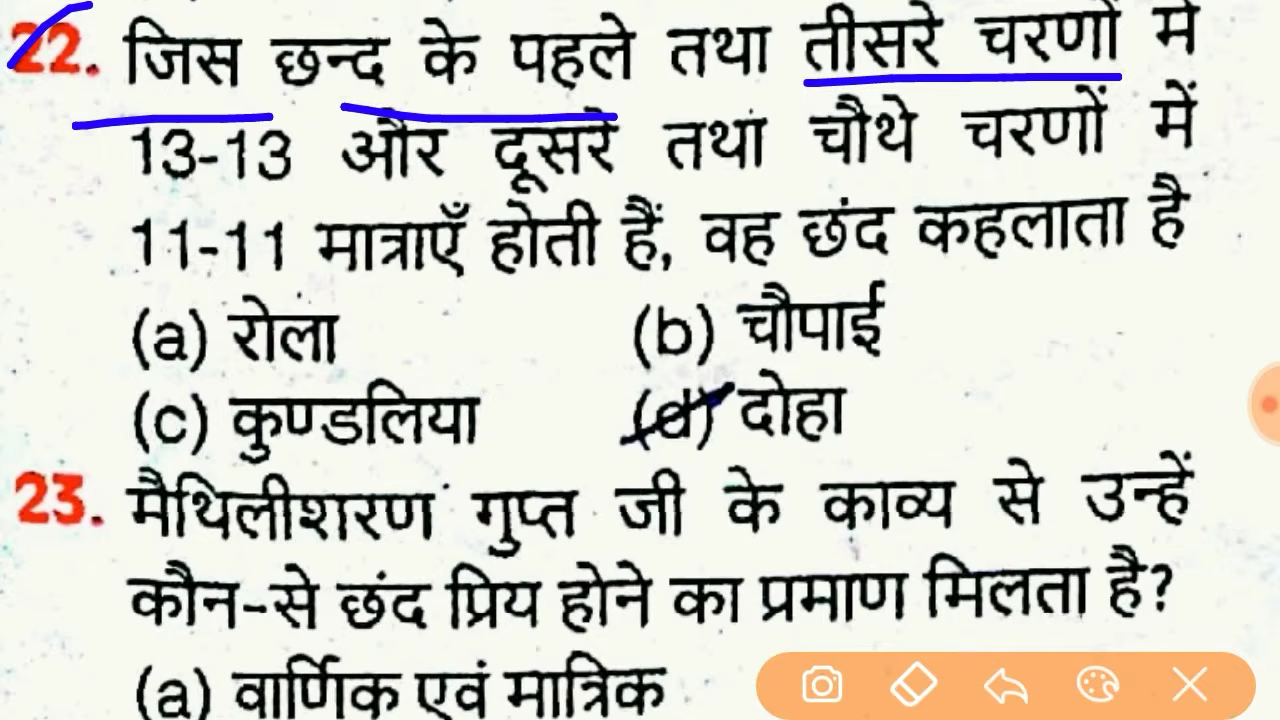 22. जिस छन्द के पहले तथा तीसरे चरणों में
13-13 और दूसरे तथा चौथे चरणों में
11-11 मात्राएँ होती हैं, वह छंद कहलाता है
(a) रोला (b) चौपाई
(c) कुण्डलिया (d) दोहा
23. मैथिलीशरण गुप्त जी के काव्य से उन्हें
कौन-से छंद प्रिय होने का प्रमाण मिलता है?
(a) वार्णिक एवं मात्रिक